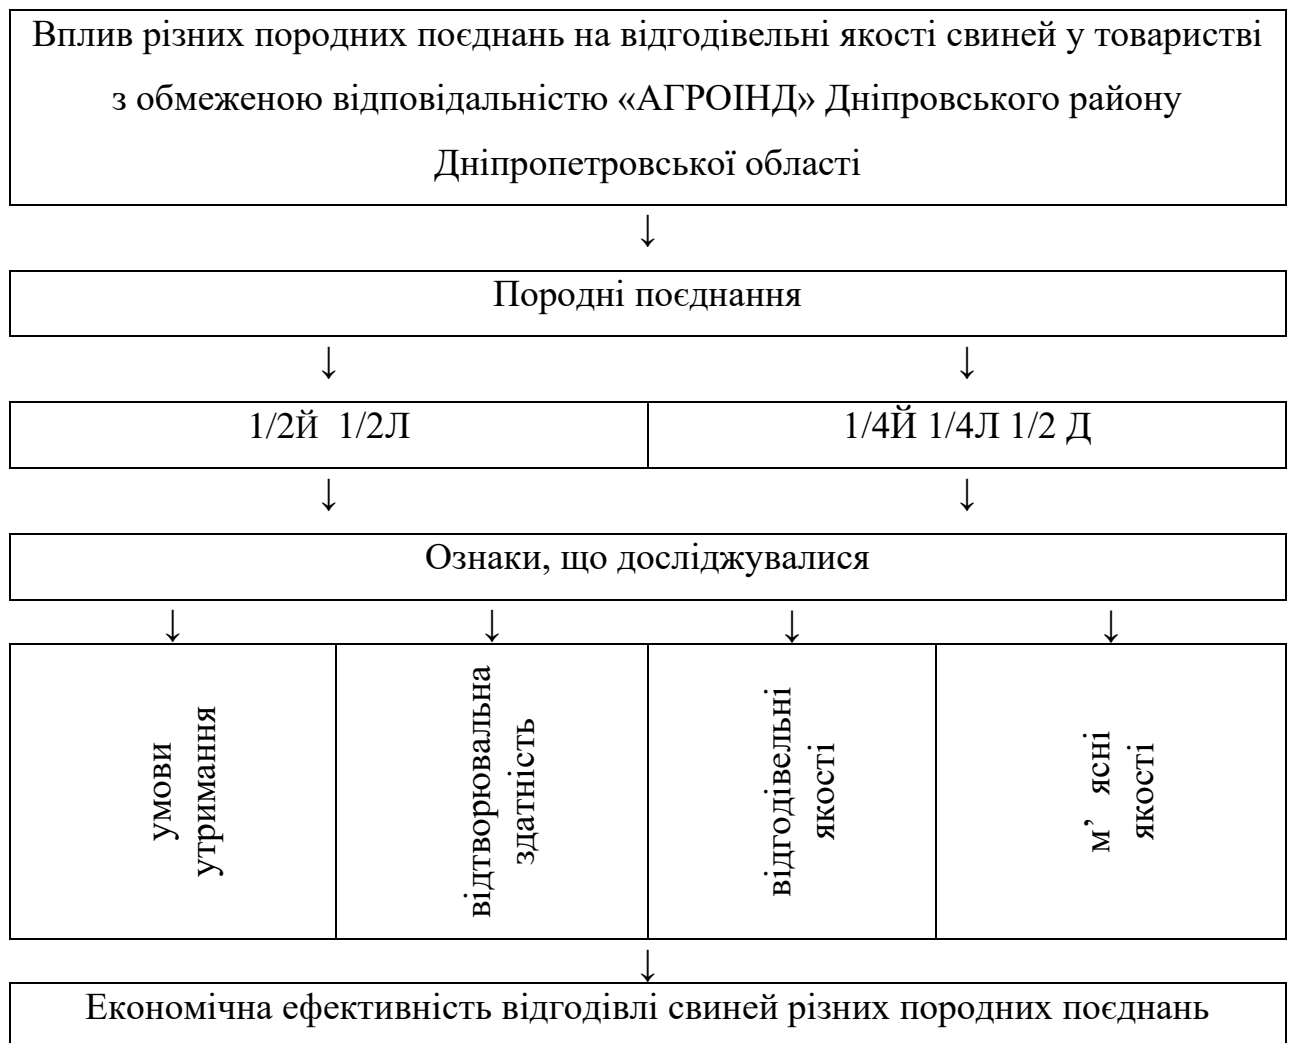 Вплив різних породних поєднань на відгодівельні якості свиней у товаристві
з обмеженою відповідальністю «АГРОІНД» Дніпровського району
Дніпропетровської області
↓
Породні поєднання
↓ ↓
1/2Й 1/2Л
1/4Й 1/4Л 1/2 Д
↓ ↓
Ознаки, що досліджувалися
↓ ↓ ↓ ↓
умови
утримання
відтворювальна
здатність
відгодівельні
якості
м’ ясні
якості
↓
Економічна ефективність відгодівлі свиней різних породних поєднань